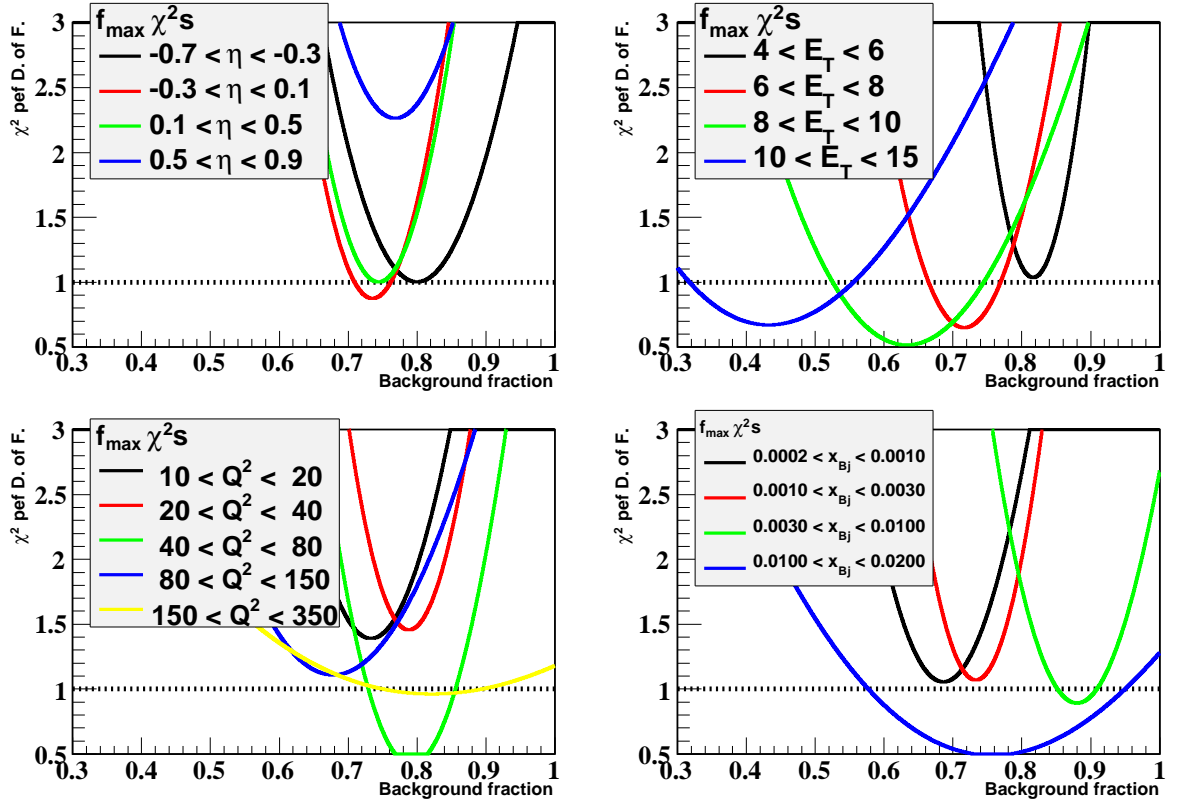 f_max χ²s
-0.7 < η < -0.3
-0.3 < η < 0.1
0.1 < η < 0.5
0.5 < η < 0.9
χ² pef D. of F.
3
2.5
2
1.5
1
0.5
0.3 0.4 0.5 0.6 0.7 0.8 0.9 1
Background fraction
f_max χ²s
4 < E_T < 6
6 < E_T < 8
8 < E_T < 10
10 < E_T < 15
χ² pef D. of F.
3
2.5
2
1.5
1
0.5
0.3 0.4 0.5 0.6 0.7 0.8 0.9 1
Background fraction
f_max χ²s
10 < Q² < 20
20 < Q² < 40
40 < Q² < 80
80 < Q² < 150
150 < Q² < 350
χ² pef D. of F.
3
2.5
2
1.5
1
0.5
0.3 0.4 0.5 0.6 0.7 0.8 0.9 1
Background fraction
f_max χ²s
0.0002 < x_Bj < 0.0010
0.0010 < x_Bj < 0.0030
0.0030 < x_Bj < 0.0100
0.0100 < x_Bj < 0.0200
χ² pef D. of F.
3
2.5
2
1.5
1
0.5
0.3 0.4 0.5 0.6 0.7 0.8 0.9 1
Background fraction